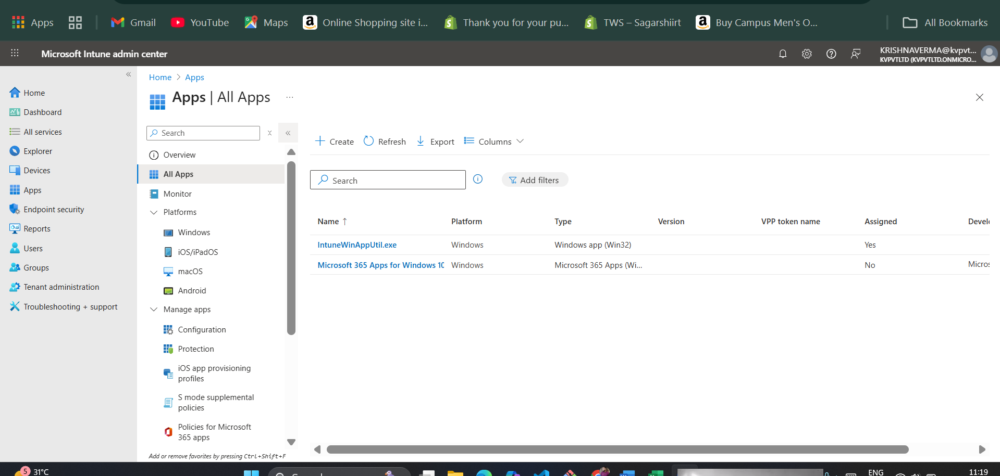 Apps Gmail YouTube Maps Online Shopping site i... Thank you for your pu... TWS – Sagarshiirt Buy Campus Men's O... All Bookmarks
Microsoft Intune admin center
KRISHNAVERMA@kvpvt...
KVPVTLTD (KVPVTLTD.ONMICRO...
Home
Dashboard
All services
Explorer
Devices
Apps
Endpoint security
Reports
Users
Groups
Tenant administration
Troubleshooting + support
Home > Apps
Apps | All Apps ...
Search
Overview
All Apps
Monitor
Platforms
Windows
iOS/iPadOS
macOS
Android
Manage apps
Configuration
Protection
iOS app provisioning
profiles
S mode supplemental
policies
Policies for Microsoft
365 apps
Add or remove favorites by pressing Ctrl+Shift+F
Create Refresh Export Columns
Search
Add filters
Name ↑ Platform Type Version VPP token name Assigned Develo
IntuneWinAppUtil.exe Windows Windows app (Win32) Yes
Microsoft 365 Apps for Windows 10 Windows Microsoft 365 Apps (Wi... No Micros
5 31°C
ENG
11:19